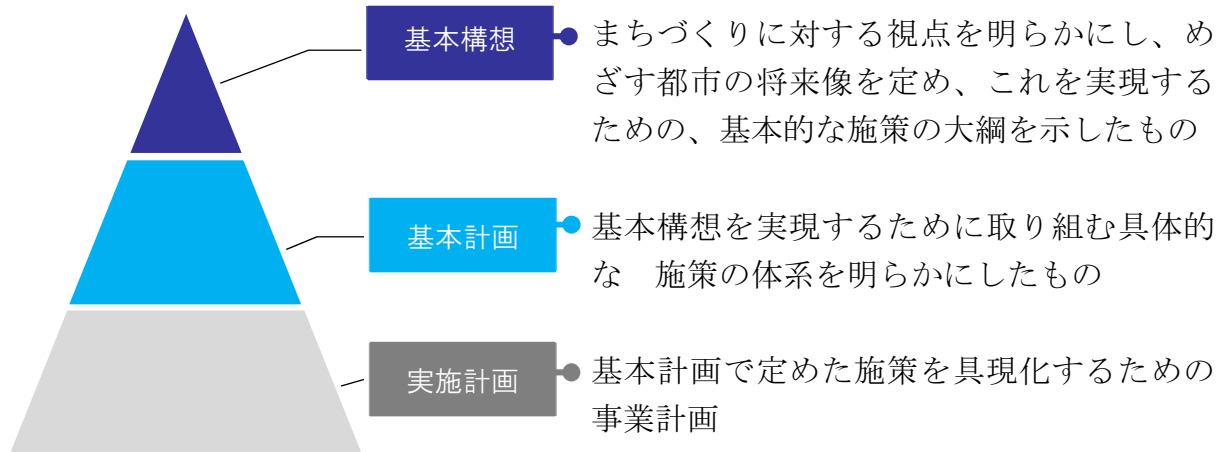 基本構想
まちづくりに対する視点を明らかにし、め
ざす都市の将来像を定め、これを実現する
ための、基本的な施策の大綱を示したもの
基本計画
基本構想を実現するために取り組む具体的
な　施策の体系を明らかにしたもの
実施計画
基本計画で定めた施策を具現化するための
事業計画